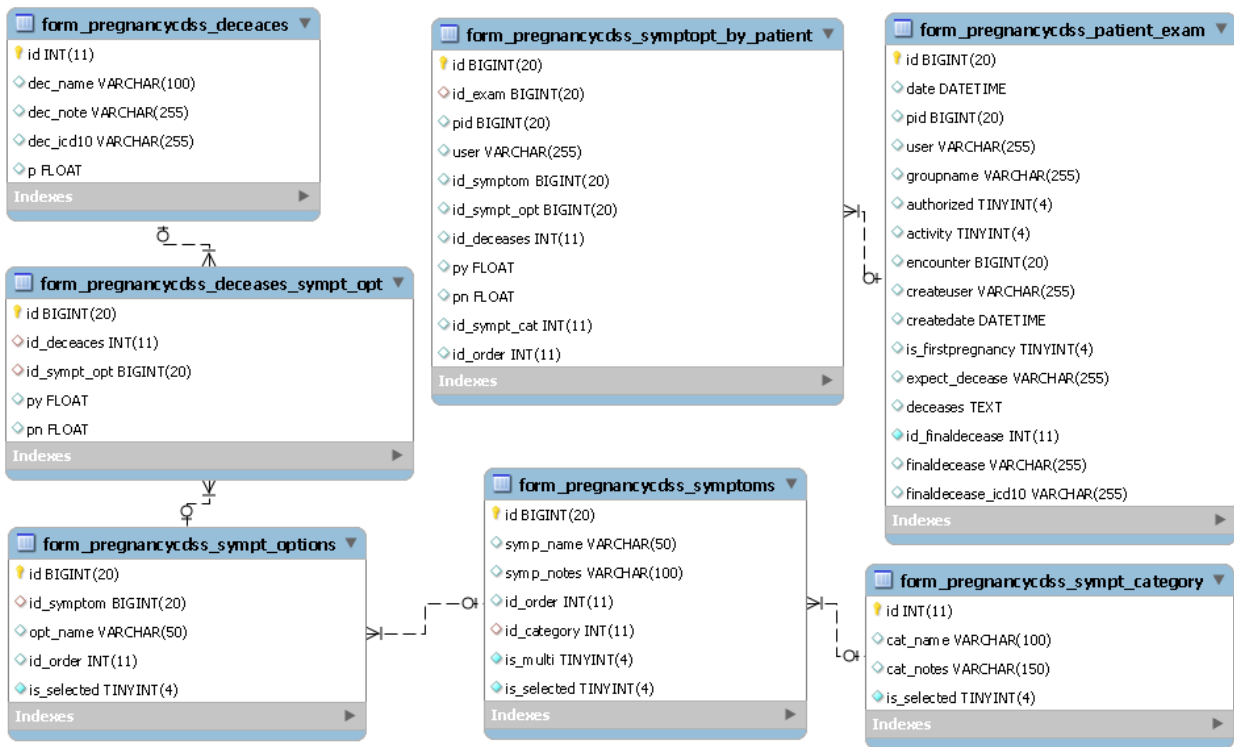 form_pregnancycdss_deceaces
id INT(11)
dec_name VARCHAR(100)
dec_note VARCHAR(255)
dec_icd10 VARCHAR(255)
p FLOAT
Indexes
form_pregnancycdss_deceases_sympt_opt
id BIGINT(20)
id_deceaces INT(11)
id_sympt_opt BIGINT(20)
py FLOAT
pn FLOAT
Indexes
form_pregnancycdss_sympt_options
id BIGINT(20)
id_symptom BIGINT(20)
opt_name VARCHAR(50)
id_order INT(11)
is_selected TINYINT(4)
Indexes
form_pregnancycdss_symptopt_by_patient
id BIGINT(20)
id_exam BIGINT(20)
pid BIGINT(20)
user VARCHAR(255)
id_symptom BIGINT(20)
id_sympt_opt BIGINT(20)
id_deceases INT(11)
py FLOAT
pn FLOAT
id_sympt_cat INT(11)
id_order INT(11)
Indexes
form_pregnancycdss_symptoms
id BIGINT(20)
symp_name VARCHAR(50)
symp_notes VARCHAR(100)
id_order INT(11)
id_category INT(11)
is_multi TINYINT(4)
is_selected TINYINT(4)
Indexes
form_pregnancycdss_patient_exam
id BIGINT(20)
date DATETIME
pid BIGINT(20)
user VARCHAR(255)
groupname VARCHAR(255)
authorized TINYINT(4)
activity TINYINT(4)
encounter BIGINT(20)
createuser VARCHAR(255)
createdate DATETIME
is_firstpregnancy TINYINT(4)
expect_decease VARCHAR(255)
deceases TEXT
id_finaldecease INT(11)
finaldecease VARCHAR(255)
finaldecease_icd10 VARCHAR(255)
Indexes
form_pregnancycdss_sympt_category
id INT(11)
cat_name VARCHAR(100)
cat_notes VARCHAR(150)
is_selected TINYINT(4)
Indexes